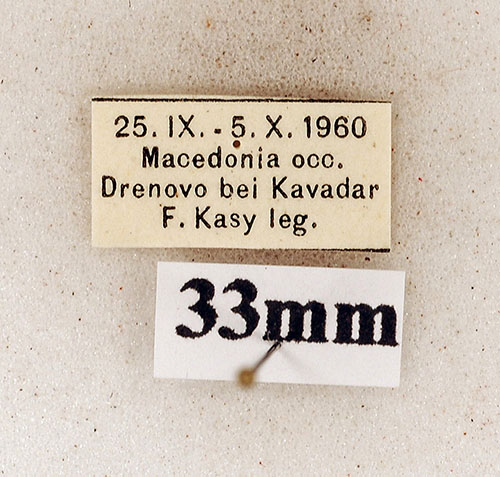 25. IX. - 5. X. 1960
Macedonia occ.
Drenovo bei Kavadar
F. Kasy leg.
33mm